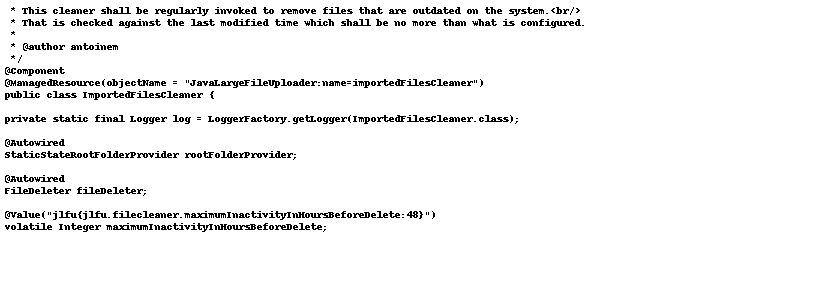 * This cleaner shall be regularly invoked to remove files that are outdated on the system.<br/>
* That is checked against the last modified time which shall be no more than what is configured.
*
* @author antoinem
*/
@Component
@ManagedResource(objectName = "JavaLargeFileUploader:name=importedFilesCleaner")
public class ImportedFilesCleaner {
private static final Logger log = LoggerFactory.getLogger(ImportedFilesCleaner.class);
@Autowired
StaticStateRootFolderProvider rootFolderProvider;
@Autowired
FileDeleter fileDeleter;
@Value("jlfu{jlfu.filecleaner.maximumInactivityInHoursBeforeDelete:48}")
volatile Integer maximumInactivityInHoursBeforeDelete;